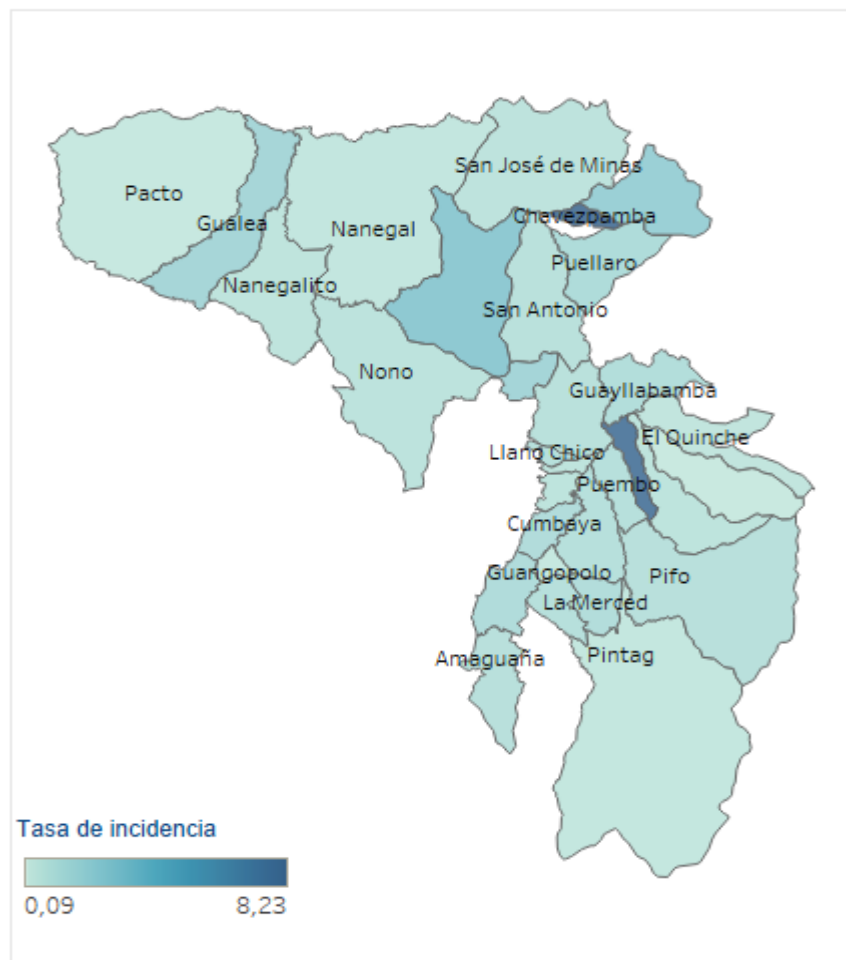 San José de Minas
Pacto
Chavezpamba
Gualea
Nanegal
Puellaro
Nanegalito
San Antonio
Nono
Guayllabamba
El Quinche
Llano Chico
Puembo
Cumbaya
Guangopolo
Pifo
La Merced
Amaguaña
Pintag
Tasa de incidencia
0,09
8,23